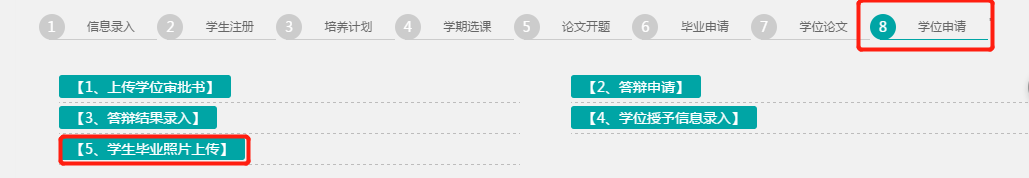 1 信息录入 2 学生注册 3 培养计划 4 学期选课 5 论文开题 6 毕业申请 7 学位论文 8 学位申请
【1、上传学位审批书】 【2、答辩申请】
【3、答辩结果录入】 【4、学位授予信息录入】
【5、学生毕业照片上传】